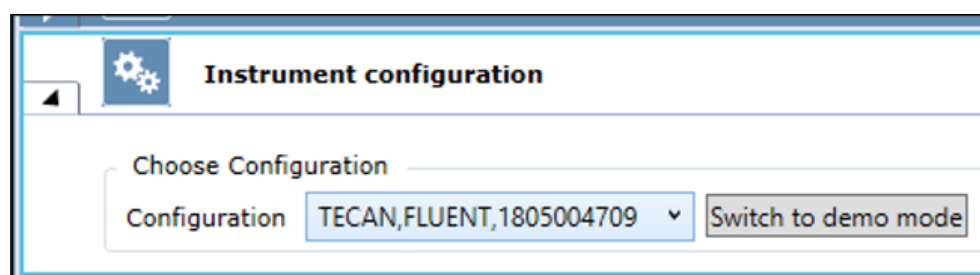 Instrument configuration
Choose Configuration
Configuration TECAN,FLUENT,1805004709 Switch to demo mode